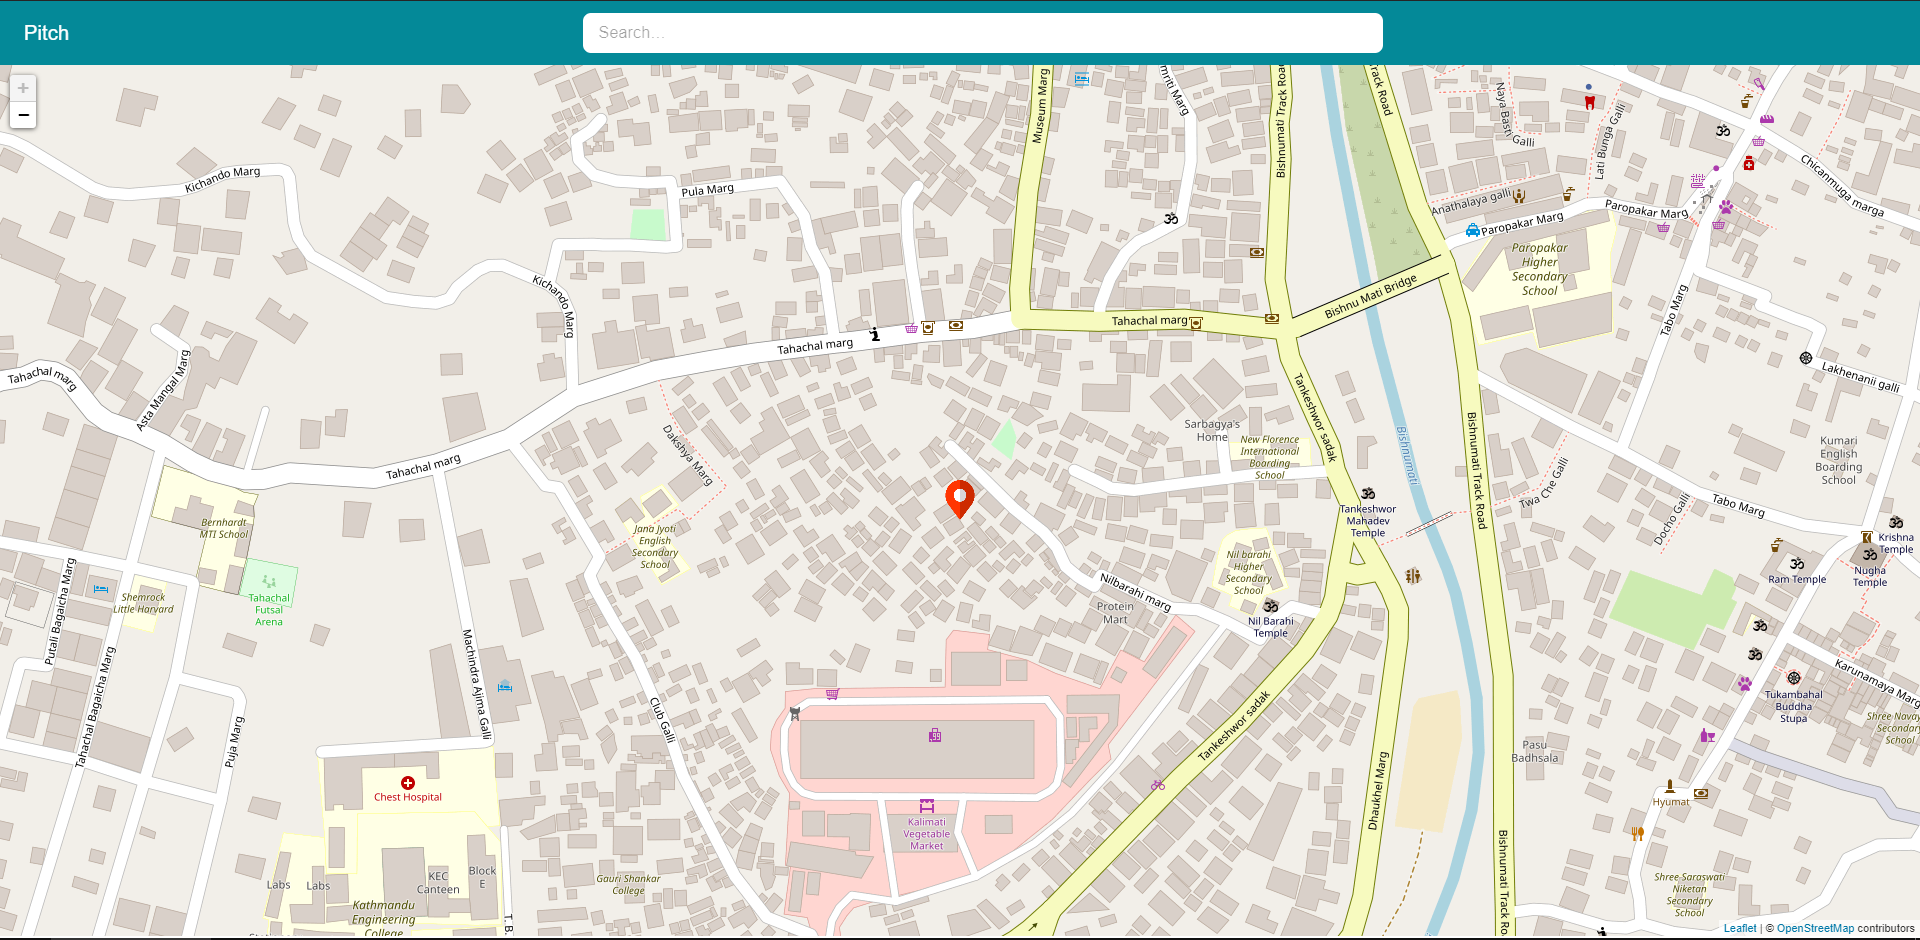 Pitch
Search...
+
−
Museum Marg
Bishnumati Track Road
Track Road
Naya Basti Galli
Lati Bunga Galli
Chicanmuga marga
Kichando Marg
Pula Marg
Anathalaya galli
Paropakar Marg
Paropakar Marg
Paropakar
Higher
Secondary
School
Kichando Marg
Bishnu Mati Bridge
Tabo Marg
Tahachal marg
Tahachal marg
Tahachal marg
Asta Mangal Marg
Lakhenanii galli
Tankeshwor sadak
Dakshya Marg
Sarbagya's
Home
New Florence
International
Boarding
School
Bishnumati
Bishnumati Track Road
Kumari
English
Boarding
School
Tahachal marg
Twa Che Galli
Docho Galli
Tabo Marg
Bernhardt
MTI School
Jana Jyoti
English
Secondary
School
Tankeshwor
Mahadev
Temple
Krishna
Temple
Nil barahi
Higher
Secondary
School
Ram Temple
Nugha
Temple
Putali Bagaicha Marg
Shemrock
Little Harvard
Tahachal
Futsal
Arena
Nilbarahi marg
Protein
Mart
Nil Barahi
Temple
Machindra Ajima Galli
Tahachal Bagaicha Marg
Puja Marg
Club Galli
Karunamaya Marg
Tukambahal
Buddha
Stupa
Tankeshwor sadak
Dhaukhel Marg
Pasu
Badhsala
Chest Hospital
Hyumat
Kalimati
Vegetable
Market
Bishnumati Track Ro
Labs
Labs
KEC
Canteen
Block
E
Gauri Shankar
College
Kathmandu
Engineering
College
T. B.
Shree Saraswati
Niketan
Secondary
School
Leaflet | © OpenStreetMap contributors